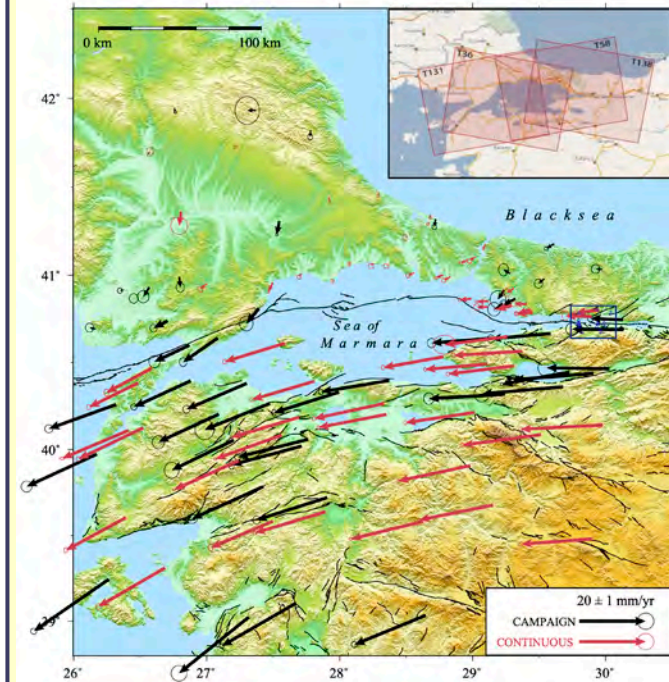 0 km 100 km
T131
T36
T58
T138
42°
Blacksea
41°
Sea of
Marmara
40°
39°
20 ± 1 mm/yr
CAMPAIGN
CONTINUOUS
26° 27° 28° 29° 30°